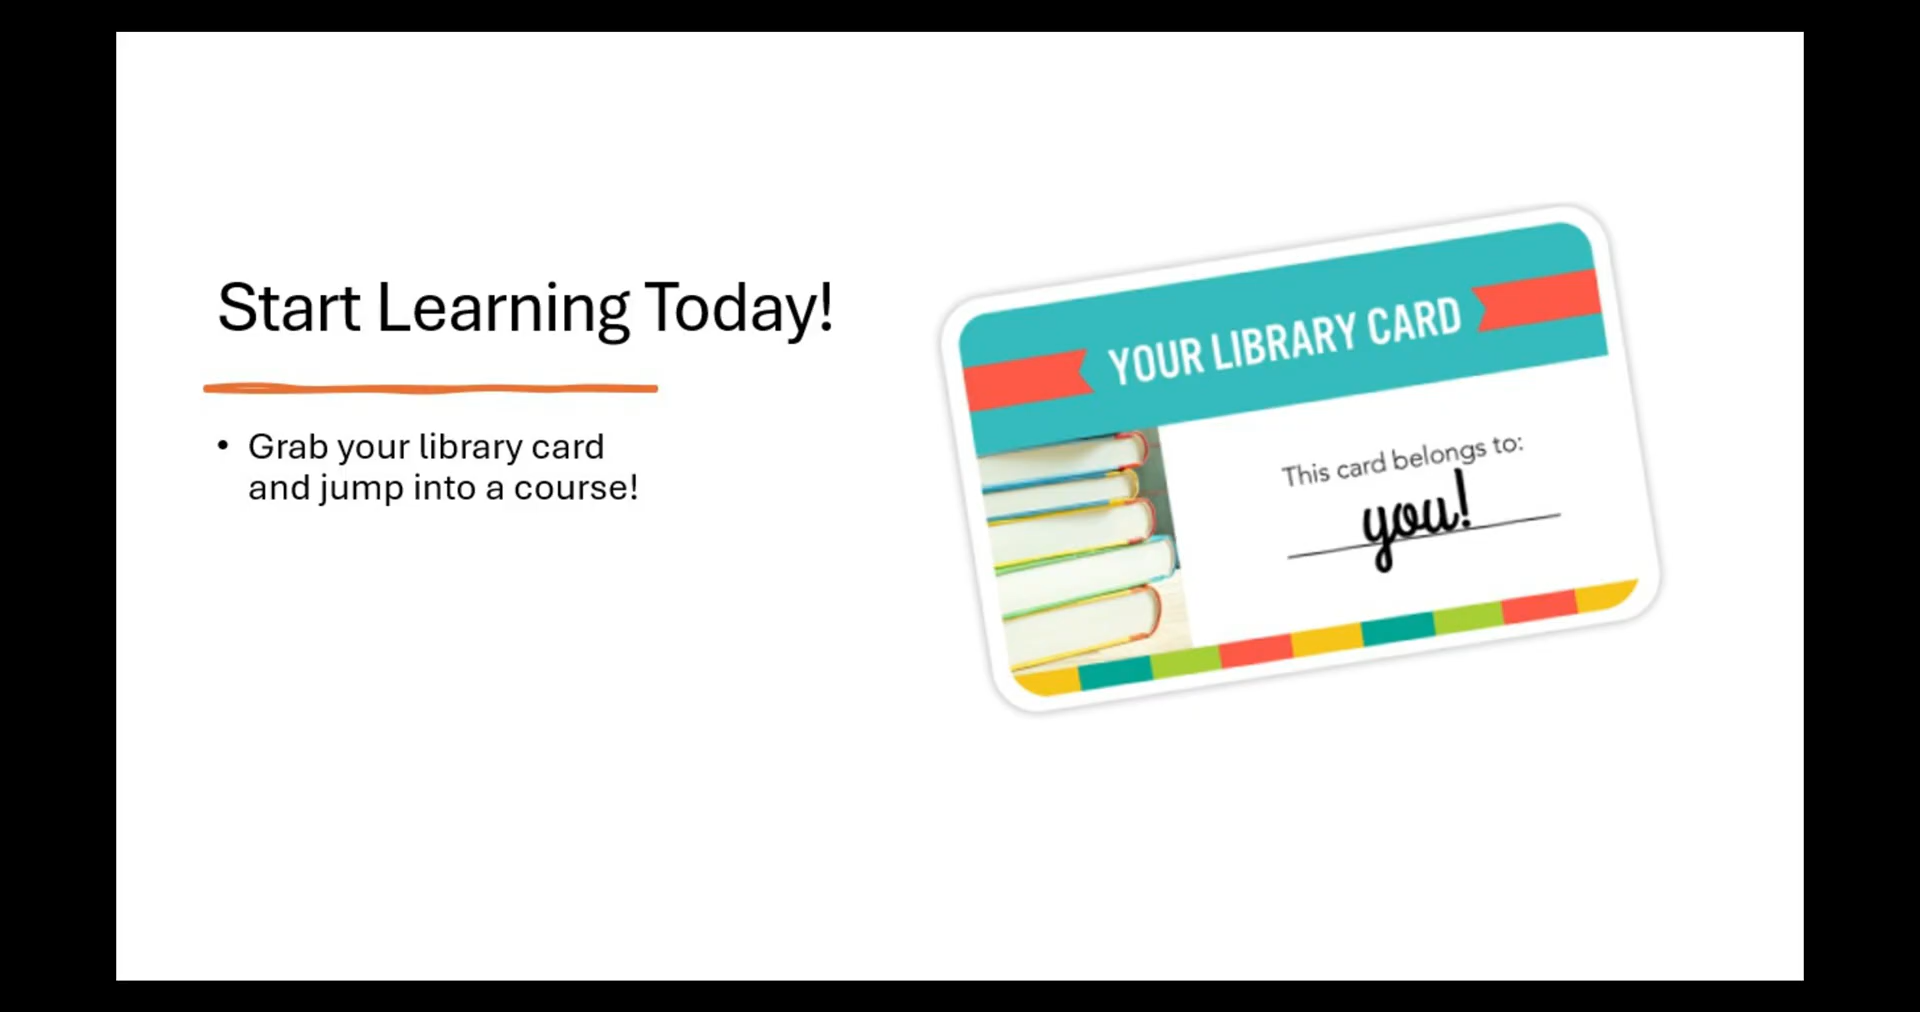 Start Learning Today!
• Grab your library card
and jump into a course!
YOUR LIBRARY CARD
This card belongs to:
you!